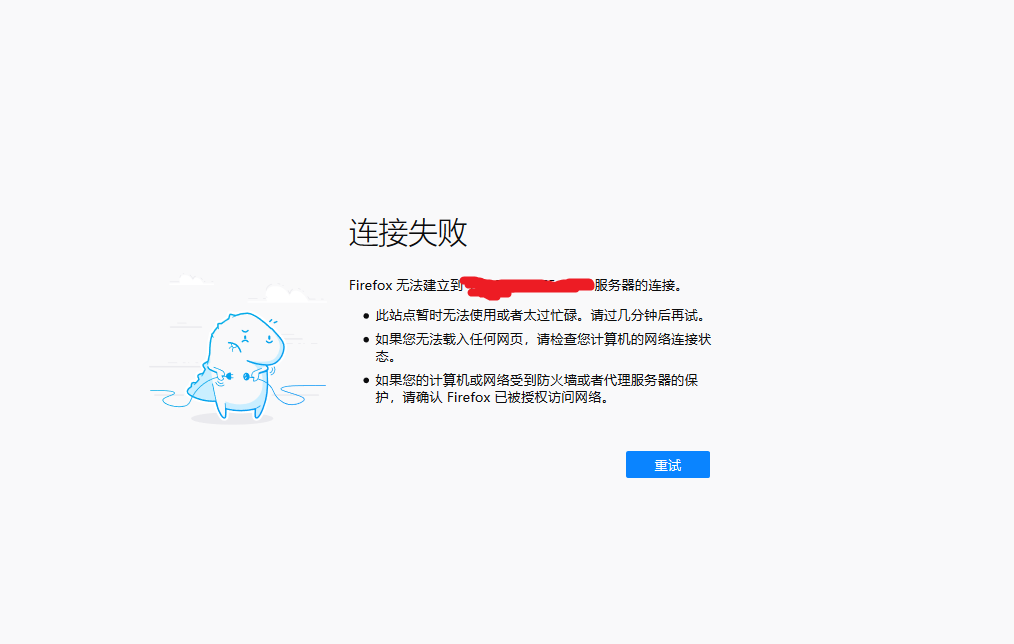 连接失败
Firefox 无法建立到 服务器的连接。
此站点暂时无法使用或者太过忙碌。请过几分钟后再试。
如果您无法载入任何网页，请检查您计算机的网络连接状
态。
如果您的计算机或网络受到防火墙或者代理服务器的保
护，请确认 Firefox 已被授权访问网络。
重试